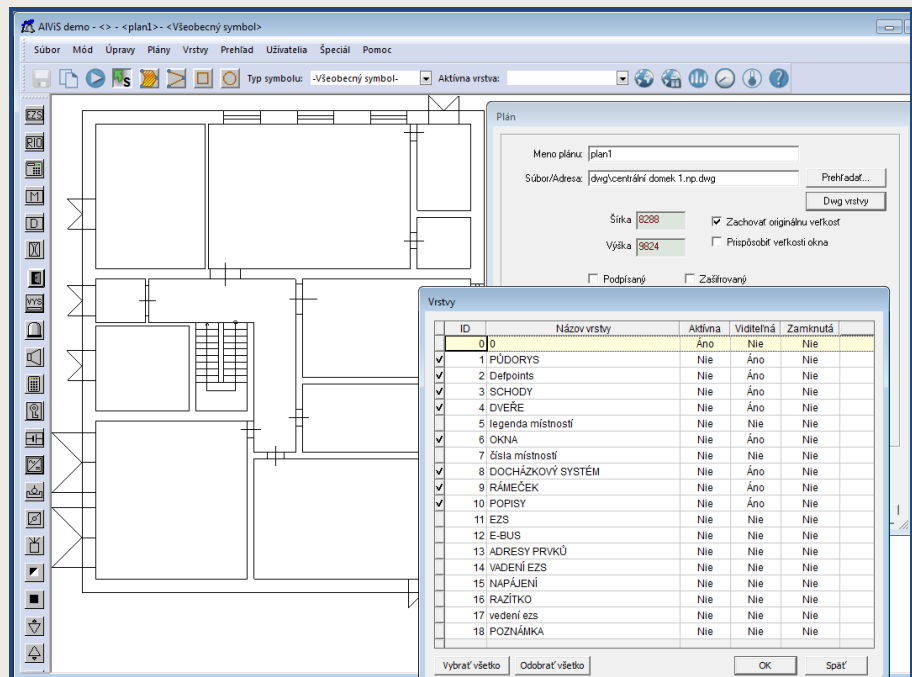 AlViS demo - <> - <plan1> - <Všeobecný symbol>
Súbor Mód Úpravy Plány Vrstvy Prehľad Užívatelia Špeciál Pomoc
Typ symbolu: -Všeobecný symbol- Aktívna vrstva:
EZS
RIO
M
D
VYS
Plán
Meno plánu: plan1
Súbor/Adresa: dwg\centrální domek 1.np.dwg Prehľadať...
Dwg vrstvy
Šírka 8288 Zachovať originálnu veľkosť
Výška 9824 Prispôsobiť veľkosti okna
Podpísaný Zašifrovaný
Vrstvy
ID Názov vrstvy Aktívna Viditeľná Zamknutá
0 0 Áno Nie Nie
1 PŮDORYS Nie Áno Nie
2 Defpoints Nie Áno Nie
3 SCHODY Nie Áno Nie
4 DVEŘE Nie Áno Nie
5 legenda místností Nie Nie Nie
6 OKNA Nie Áno Nie
7 čísla místností Nie Nie Nie
8 DOCHÁZKOVÝ SYSTÉM Nie Áno Nie
9 RÁMEČEK Nie Áno Nie
10 POPISY Nie Áno Nie
11 EZS Nie Nie Nie
12 E-BUS Nie Nie Nie
13 ADRESY PRVKŮ Nie Nie Nie
14 VADENÍ EZS Nie Nie Nie
15 NAPÁJENÍ Nie Nie Nie
16 RAZÍTKO Nie Nie Nie
17 vedení ezs Nie Nie Nie
18 POZNÁMKA Nie Nie Nie
Vybrať všetko Odobrať všetko OK Späť